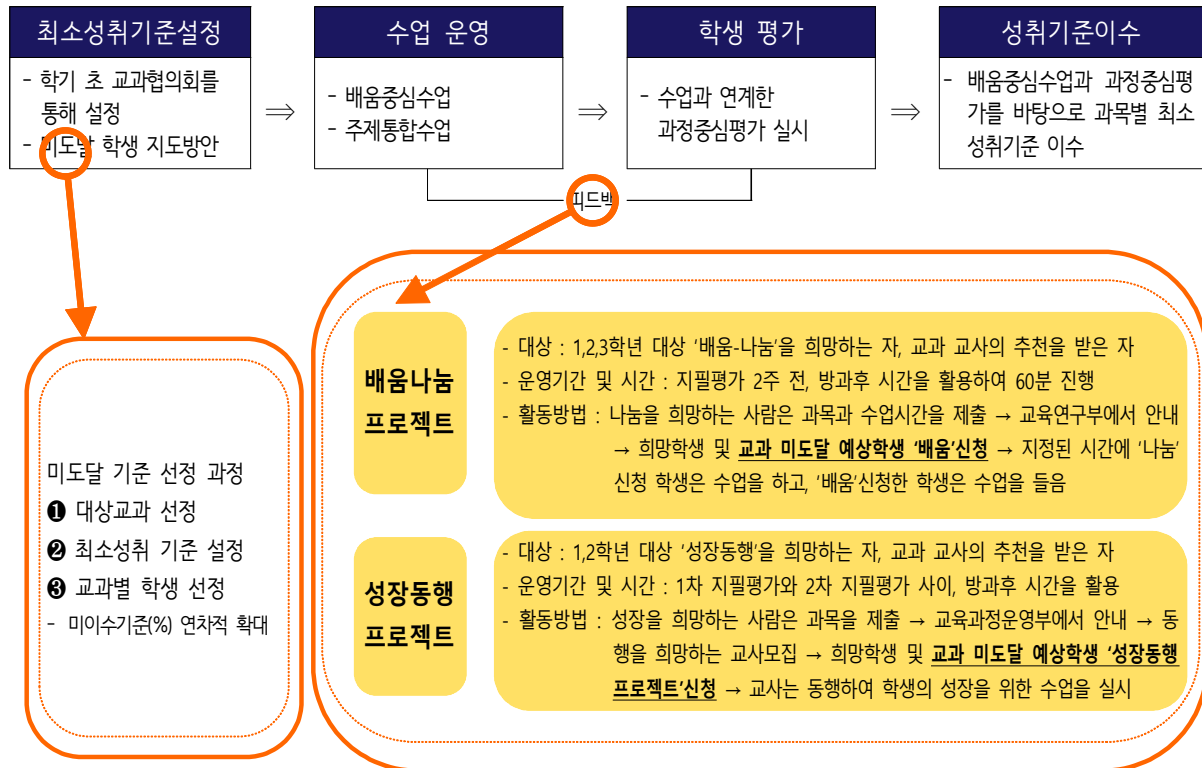 최소성취기준설정
- 학기 초 교과협의회를
통해 설정
- 미도달 학생 지도방안
⇒
수업 운영
- 배움중심수업
- 주제통합수업
⇒
학생 평가
- 수업과 연계한
과정중심평가 실시
⇒
성취기준이수
- 배움중심수업과 과정중심평
가를 바탕으로 과목별 최소
성취기준 이수
피드백
미도달 기준 선정 과정
❶ 대상교과 선정
❷ 최소성취 기준 설정
❸ 교과별 학생 선정
- 미이수기준(%) 연차적 확대
배움나눔
프로젝트
- 대상 : 1,2,3학년 대상 '배움-나눔'을 희망하는 자, 교과 교사의 추천을 받은 자
- 운영기간 및 시간 : 지필평가 2주 전, 방과후 시간을 활용하여 60분 진행
- 활동방법 : 나눔을 희망하는 사람은 과목과 수업시간을 제출 → 교육연구부에서 안내
→ 희망학생 및 교과 미도달 예상학생 '배움'신청 → 지정된 시간에 '나눔'
신청 학생은 수업을 하고, '배움'신청한 학생은 수업을 들음
성장동행
프로젝트
- 대상 : 1,2학년 대상 '성장동행'을 희망하는 자, 교과 교사의 추천을 받은 자
- 운영기간 및 시간 : 1차 지필평가와 2차 지필평가 사이, 방과후 시간을 활용
- 활동방법 : 성장을 희망하는 사람은 과목을 제출 → 교육과정운영부에서 안내 → 동
행을 희망하는 교사모집 → 희망학생 및 교과 미도달 예상학생 '성장동행
프로젝트'신청 → 교사는 동행하여 학생의 성장을 위한 수업을 실시